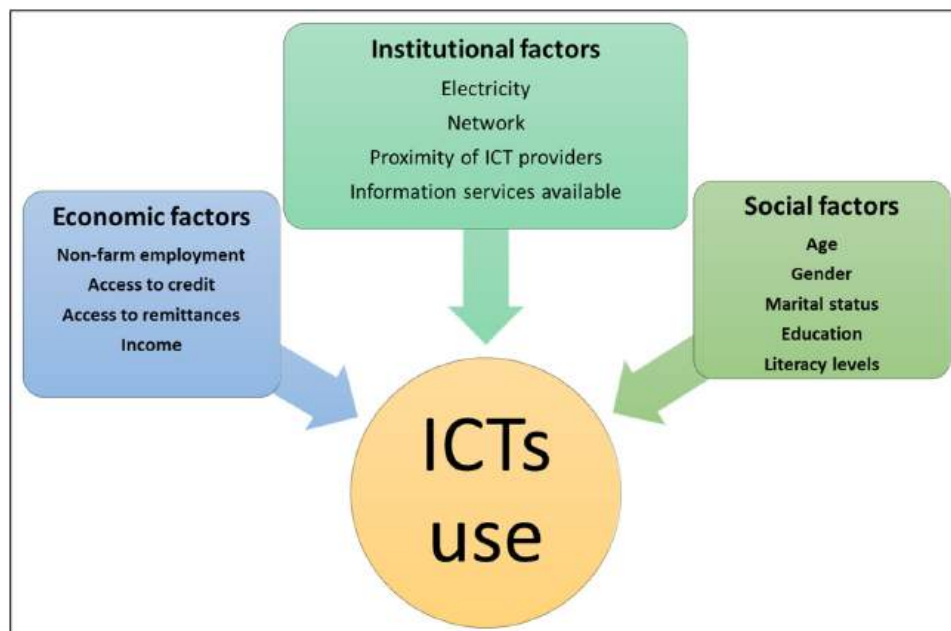 Institutional factors
Electricity
Network
Proximity of ICT providers
Information services available
Economic factors
Non-farm employment
Access to credit
Access to remittances
Income
Social factors
Age
Gender
Marital status
Education
Literacy levels
ICTs
use